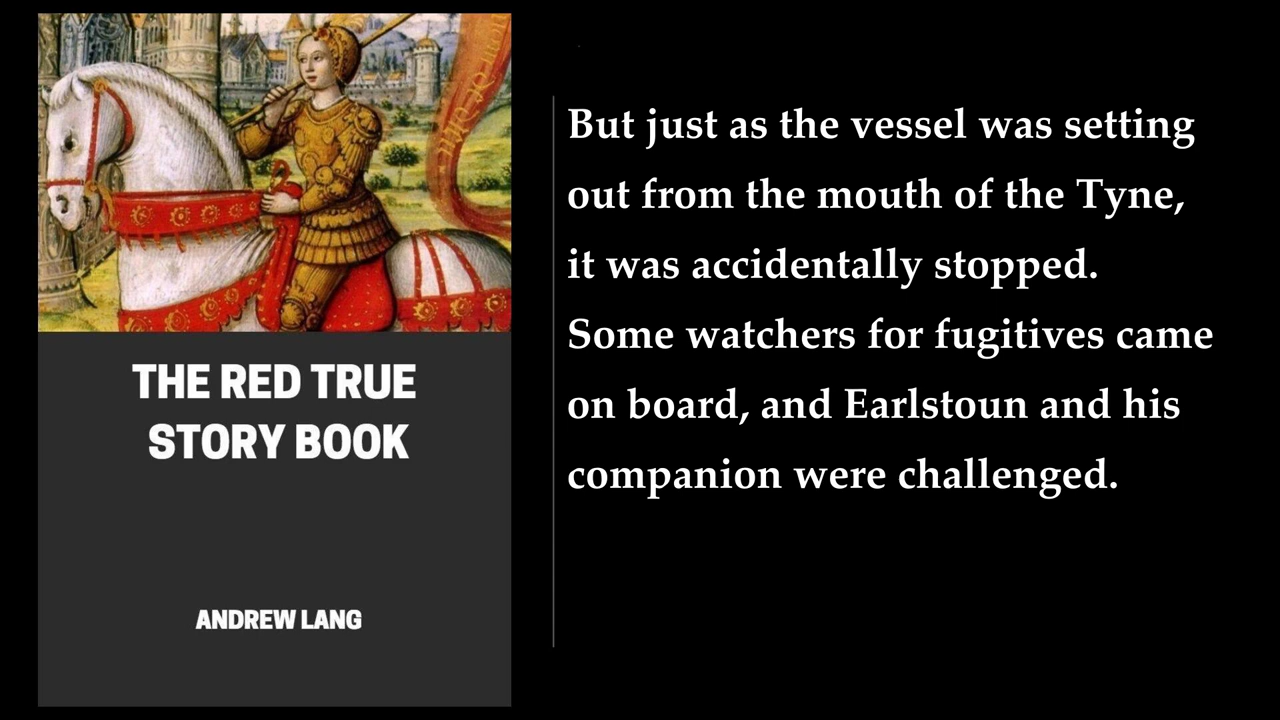 THE RED TRUE
STORY BOOK
ANDREW LANG
But just as the vessel was setting
out from the mouth of the Tyne,
it was accidentally stopped.
Some watchers for fugitives came
on board, and Earlstoun and his
companion were challenged.